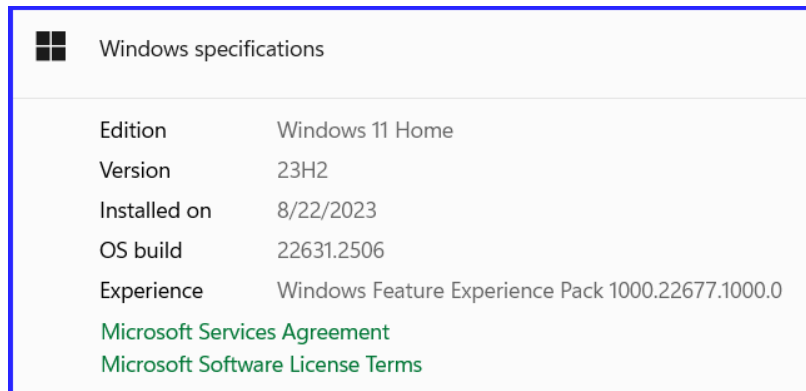 Windows specifications
Edition Windows 11 Home
Version 23H2
Installed on 8/22/2023
OS build 22631.2506
Experience Windows Feature Experience Pack 1000.22677.1000.0
Microsoft Services Agreement
Microsoft Software License Terms